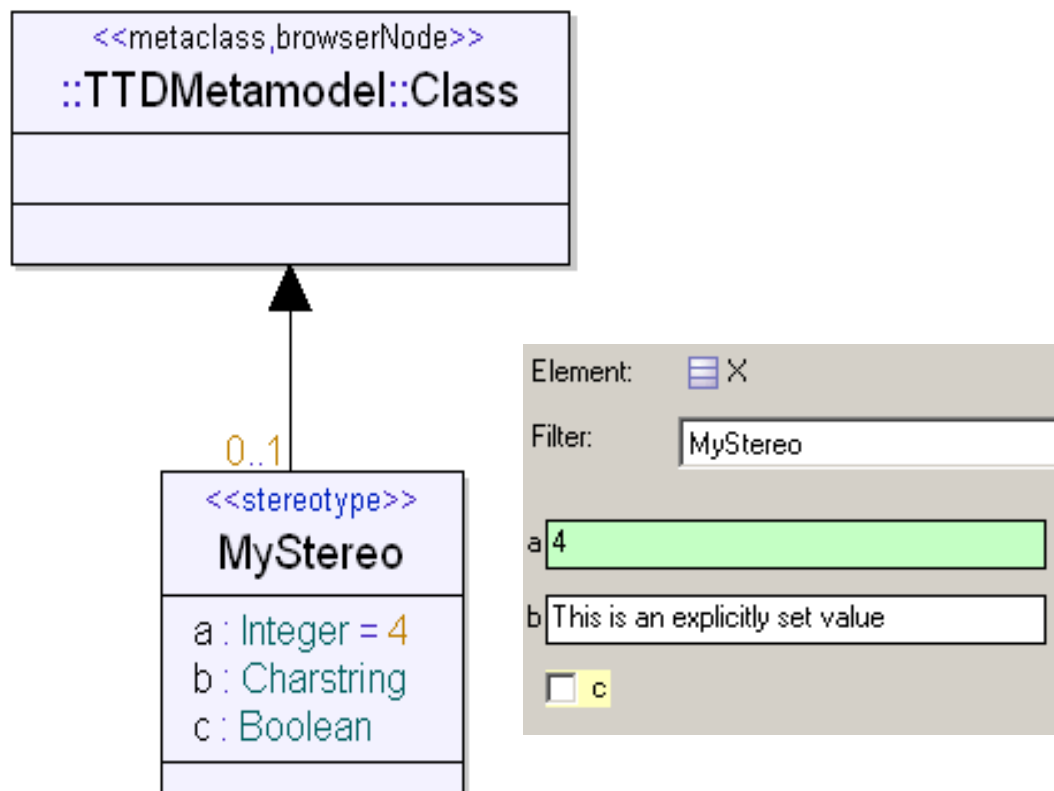 <<metaclass,browserNode>>
::TTDMetamodel::Class
0..1
<<stereotype>>
MyStereo
a : Integer = 4
b : Charstring
c : Boolean
Element: X
Filter: MyStereo
a 4
b This is an explicitly set value
c